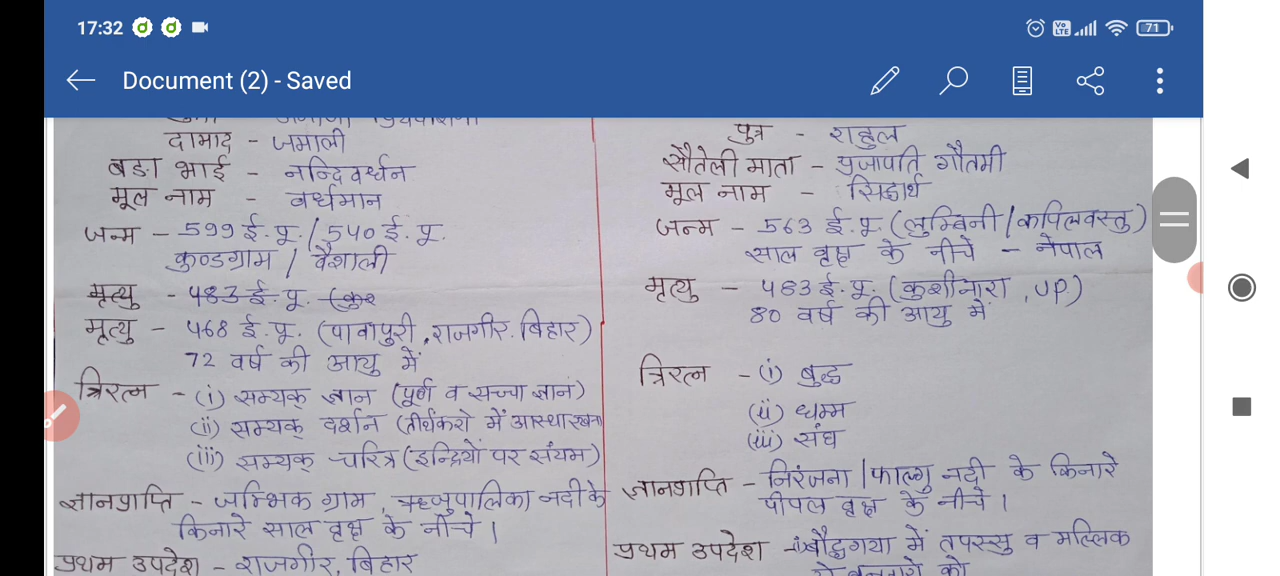 17:32
71
Document (2) - Saved
दामाद - जमाली
बड़ा भाई - नन्दिवर्धन
मूल नाम - वर्धमान
जन्म - 599 ई.पू. / 540 ई.पू.
कुण्डग्राम / वैशाली
मृत्यु - 483 ई.पू. (कुश
मृत्यु - 468 ई.पू. (पावापुरी, राजगीर. बिहार)
72 वर्ष की आयु में
त्रिरत्न - (i) सम्यक् ज्ञान (पूर्ण व सच्चा ज्ञान)
(ii) सम्यक् दर्शन (तीर्थंकरो में आस्था रखना
(iii) सम्यक् चरित्र (इन्द्रियों पर संयम)
ज्ञानप्राप्ति - जम्भिक ग्राम, ऋजुपालिका नदी के
किनारे साल वृक्ष के नीचे।
प्रथम उपदेश - राजगीर, बिहार
पुत्र - राहुल
सौतेली माता - प्रजापति गौतमी
मूल नाम - सिद्धार्थ
जन्म - 563 ई.पू. (लुम्बिनी / कपिलवस्तु)
साल वृक्ष के नीचे - नेपाल
मृत्यु - 483 ई.पू. (कुशीनारा, UP)
80 वर्ष की आयु में
त्रिरत्न - (i) बुद्ध
(ii) धम्म
(iii) संघ
ज्ञानप्राप्ति - निरंजना / फाल्गु नदी के किनारे
पीपल वृक्ष के नीचे।
प्रथम उपदेश - बौद्धगया में तपस्सु व मल्लिक